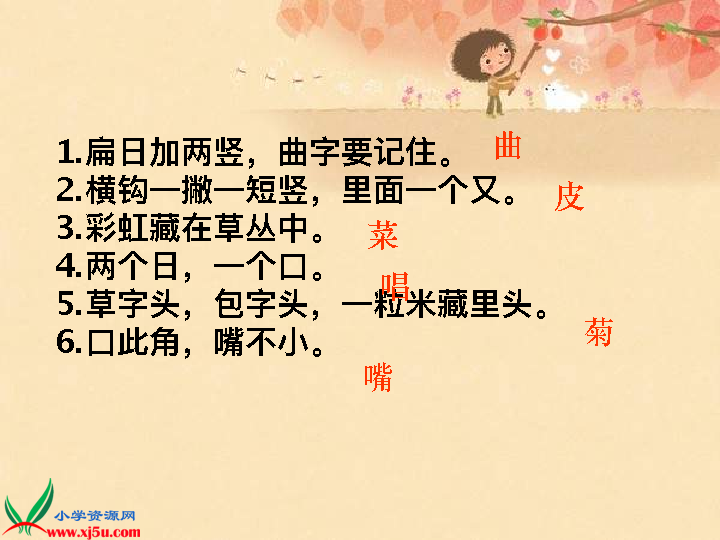 1.扁日加两竖，曲字要记住。 曲
2.横钩一撇一短竖，里面一个又。 皮
3.彩虹藏在草丛中。 菜
4.两个日，一个口。 唱
5.草字头，包字头，一粒米藏里头。 菊
6.口此角，嘴不小。 嘴
小学资源网
www.xj5u.com